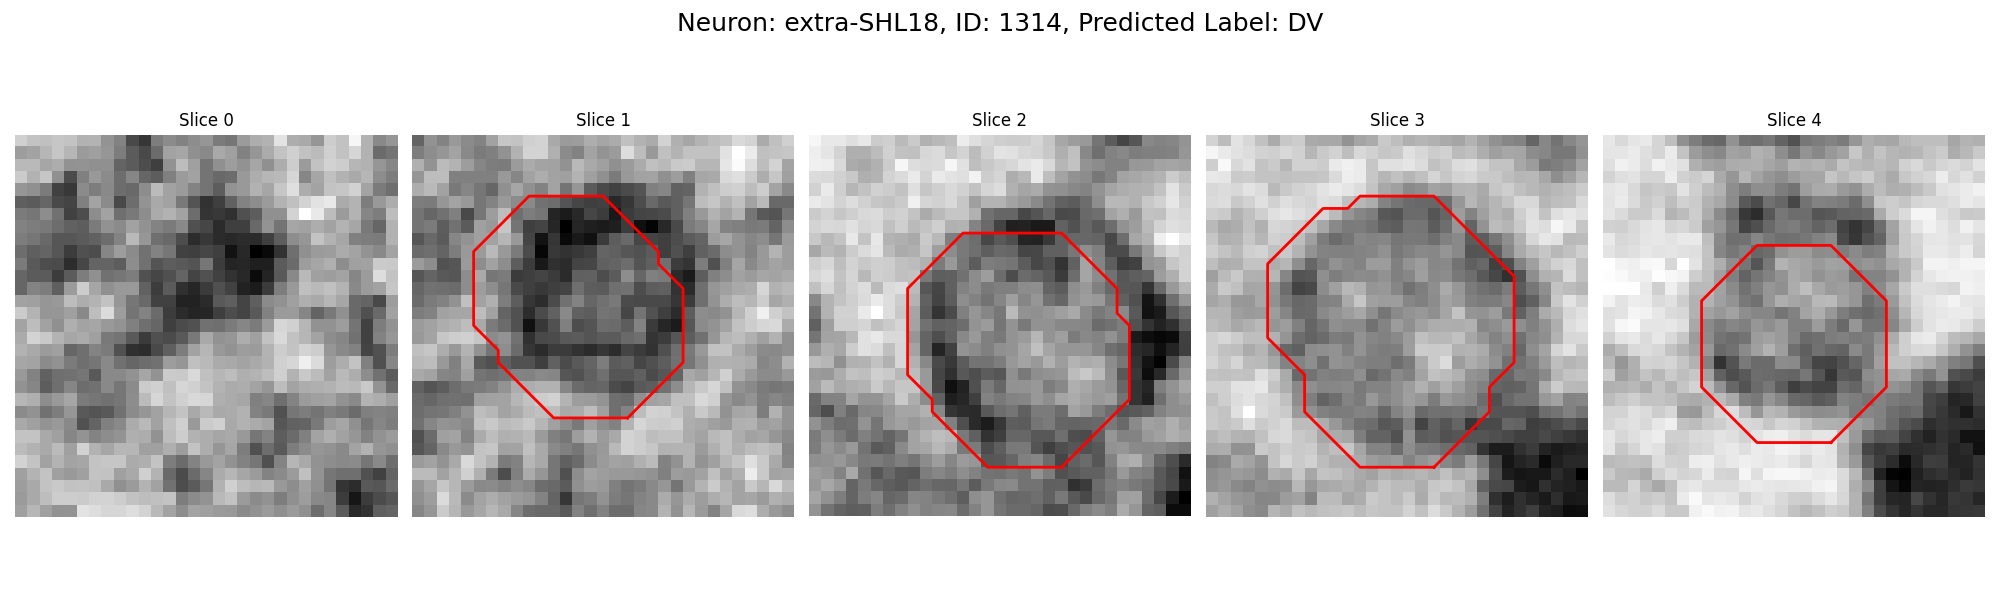 Neuron: extra-SHL18, ID: 1314, Predicted Label: DV
Slice 0
Slice 1
Slice 2
Slice 3
Slice 4